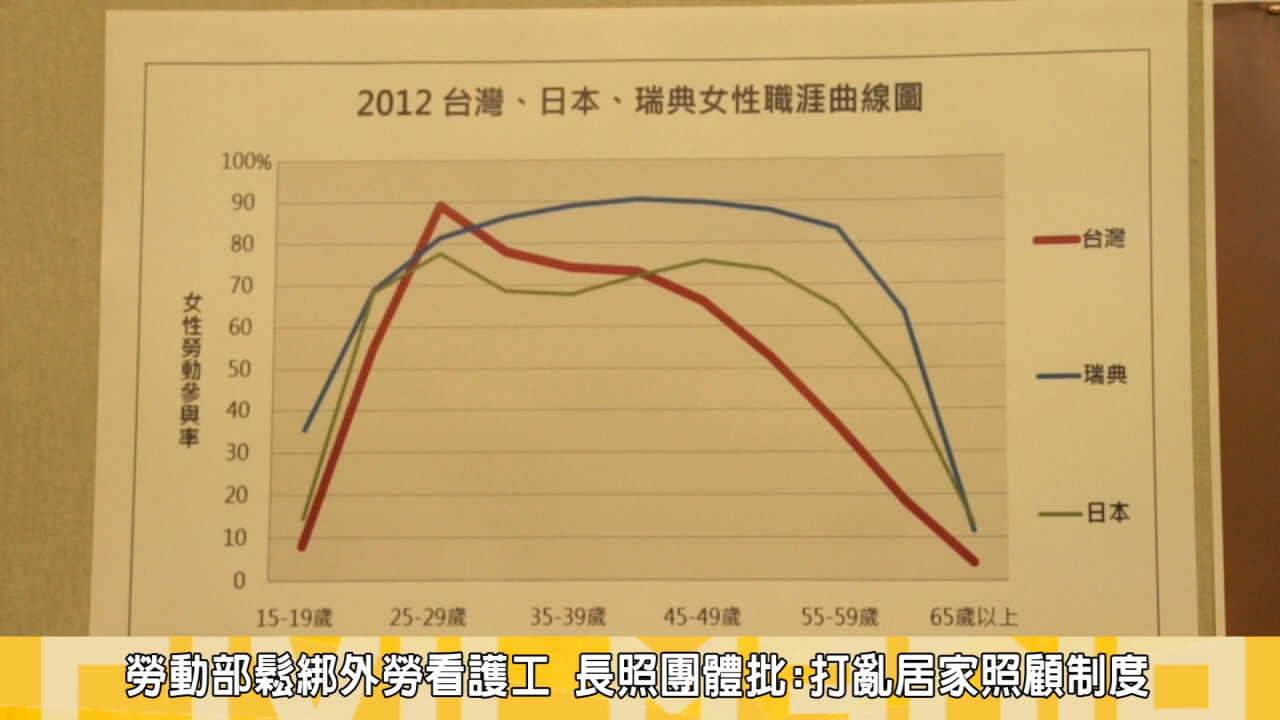 2012 台灣、日本、瑞典女性職涯曲線圖
100%
90
80
70
60
50
40
30
20
10
0
女性勞動參與率
15-19歲 25-29歲 35-39歲 45-49歲 55-59歲 65歲以上
台灣
瑞典
日本
勞動部鬆綁外勞看護工 長照團體批:打亂居家照顧制度